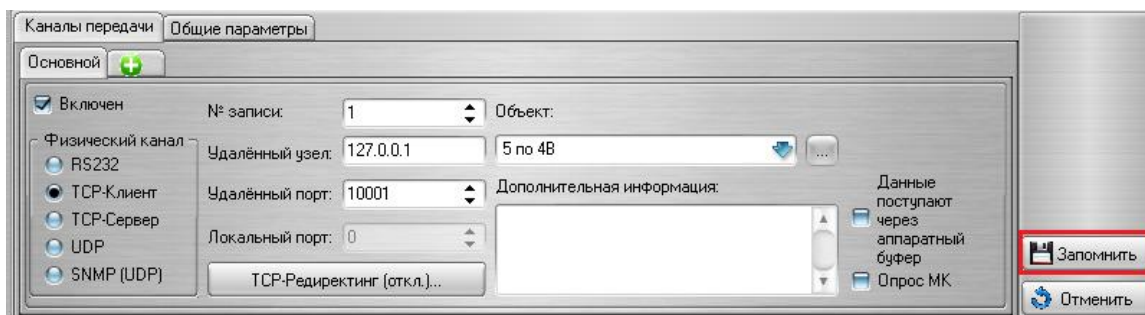 Каналы передачи
Общие параметры
Основной
Включен
№ записи:
1
Объект:
Физический канал
RS232
TCP-Клиент
TCP-Сервер
UDP
SNMP (UDP)
Удалённый узел:
127.0.0.1
5 по 4В
...
Удалённый порт:
10001
Дополнительная информация:
Данные
поступают
через
аппаратный
буфер
Локальный порт:
0
TCP-Редиректинг (откл.)...
Опрос МК
Запомнить
Отменить